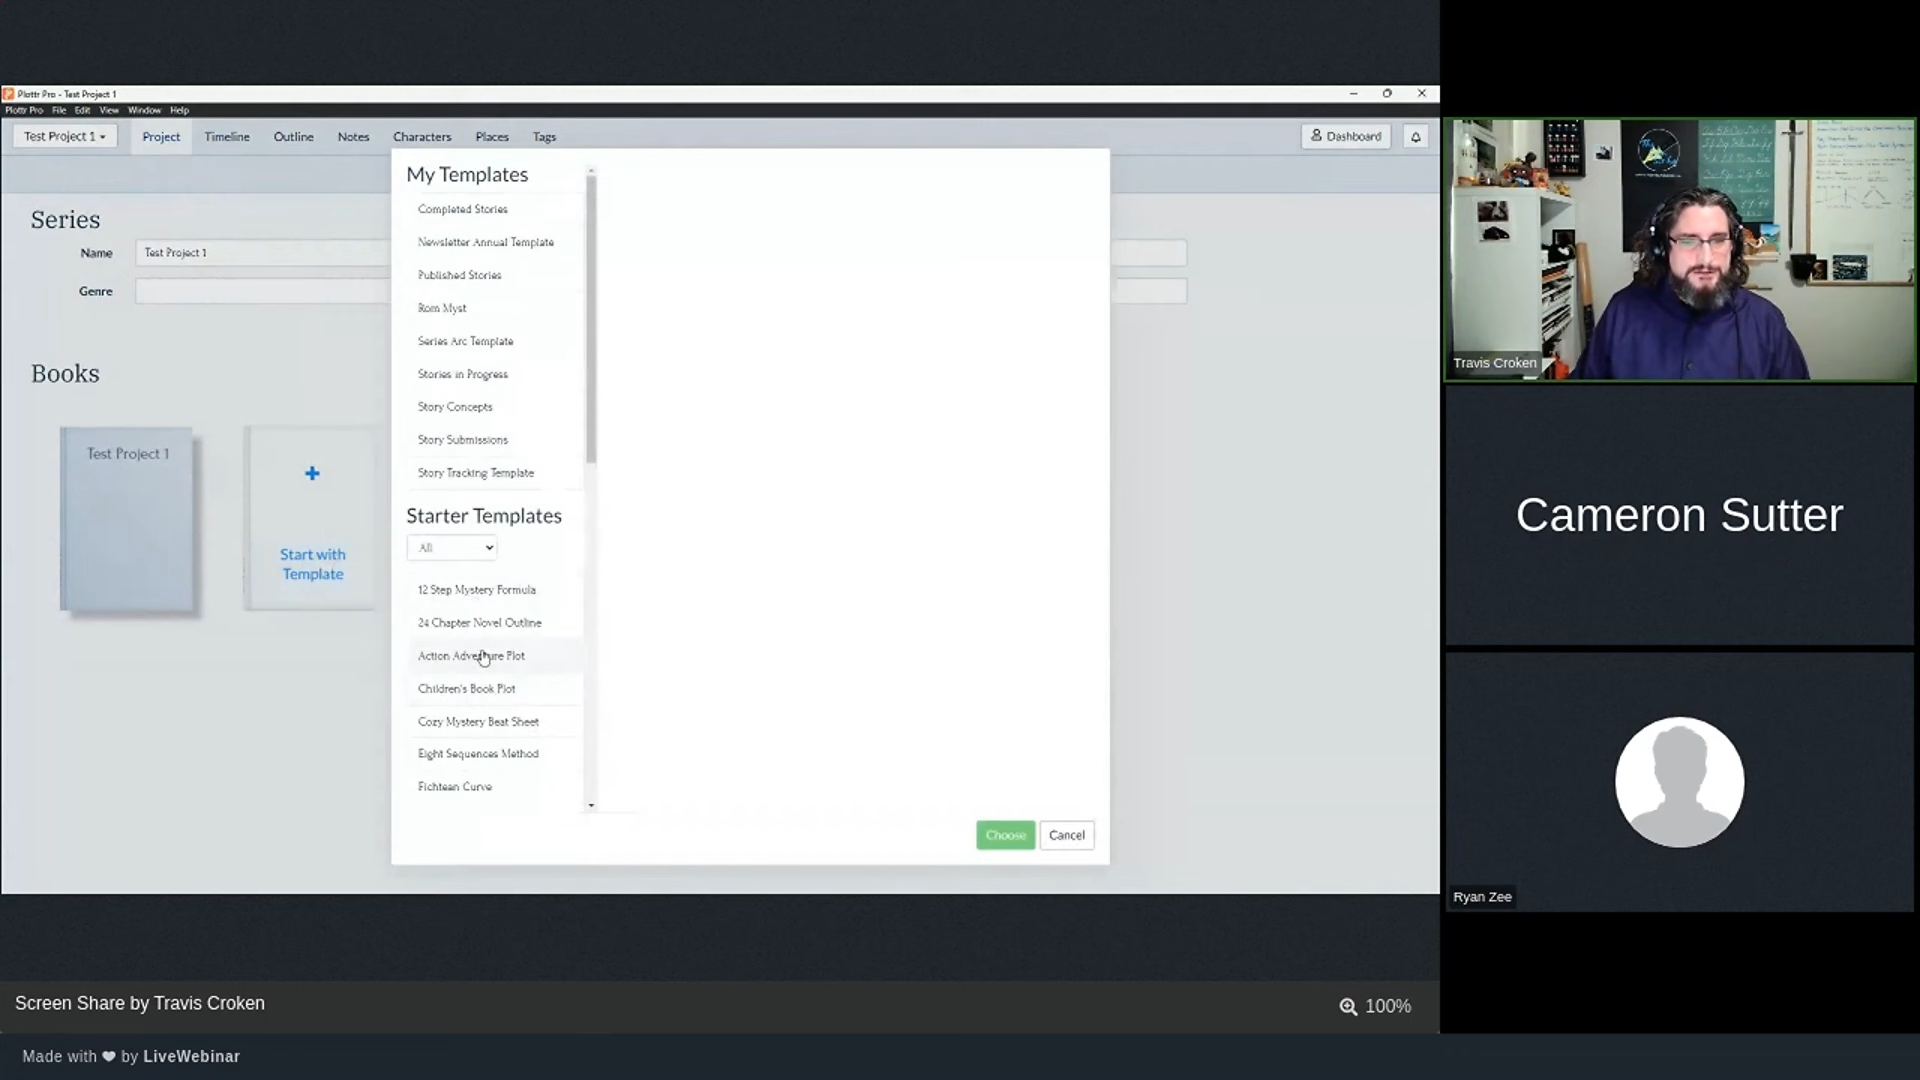 Plottr Pro - Test Project 1
Plottr Pro File Edit View Window Help
Test Project 1 Project Timeline Outline Notes Characters Places Tags Dashboard
My Templates
Completed Stories
Newsletter Annual Template
Published Stories
Rom Myst
Series Arc Template
Stories in Progress
Story Concepts
Story Submissions
Story Tracking Template
Starter Templates
All
12 Step Mystery Formula
24 Chapter Novel Outline
Action Adventure Plot
Children's Book Plot
Cozy Mystery Beat Sheet
Eight Sequences Method
Fichtean Curve
Choose Cancel
Series
Name Test Project 1
Genre
Books
Test Project 1
Start with
Template
Travis Croken
Cameron Sutter
Ryan Zee
Screen Share by Travis Croken
100%
Made with ❤ by LiveWebinar